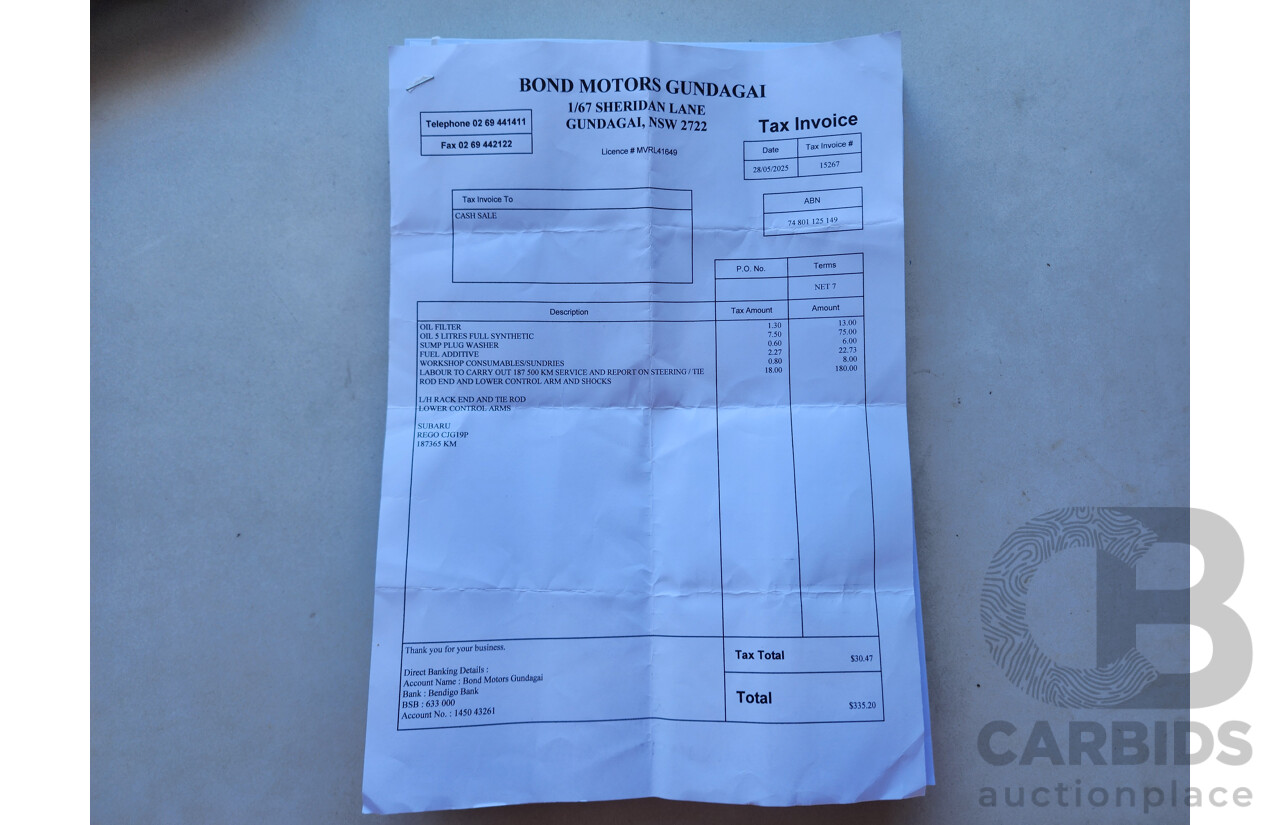 BOND MOTORS GUNDAGAI
1/67 SHERIDAN LANE
GUNDAGAI, NSW 2722
Telephone 02 69 441411
Fax 02 69 442122
Licence # MVRL41649
Tax Invoice
Date Tax Invoice #
28/05/2025 15267
Tax Invoice To
CASH SALE
ABN
74 801 125 149
P.O. No. Terms
NET 7
Description Tax Amount Amount
OIL FILTER 1.30 13.00
OIL 5 LITRES FULL SYNTHETIC 7.50 75.00
SUMP PLUG WASHER 0.60 6.00
FUEL ADDITIVE 2.27 22.73
WORKSHOP CONSUMABLES/SUNDRIES 0.80 8.00
LABOUR TO CARRY OUT 187 500 KM SERVICE AND REPORT ON STEERING / TIE 18.00 180.00
ROD END AND LOWER CONTROL ARM AND SHOCKS
L/H RACK END AND TIE ROD
LOWER CONTROL ARMS
SUBARU
REGO CJG19P
187365 KM
Thank you for your business.
Direct Banking Details :
Account Name : Bond Motors Gundagai
Bank : Bendigo Bank
BSB : 633 000
Account No. : 1450 43261
Tax Total $30.47
Total $335.20
CB
CARBIDS
auctionplace